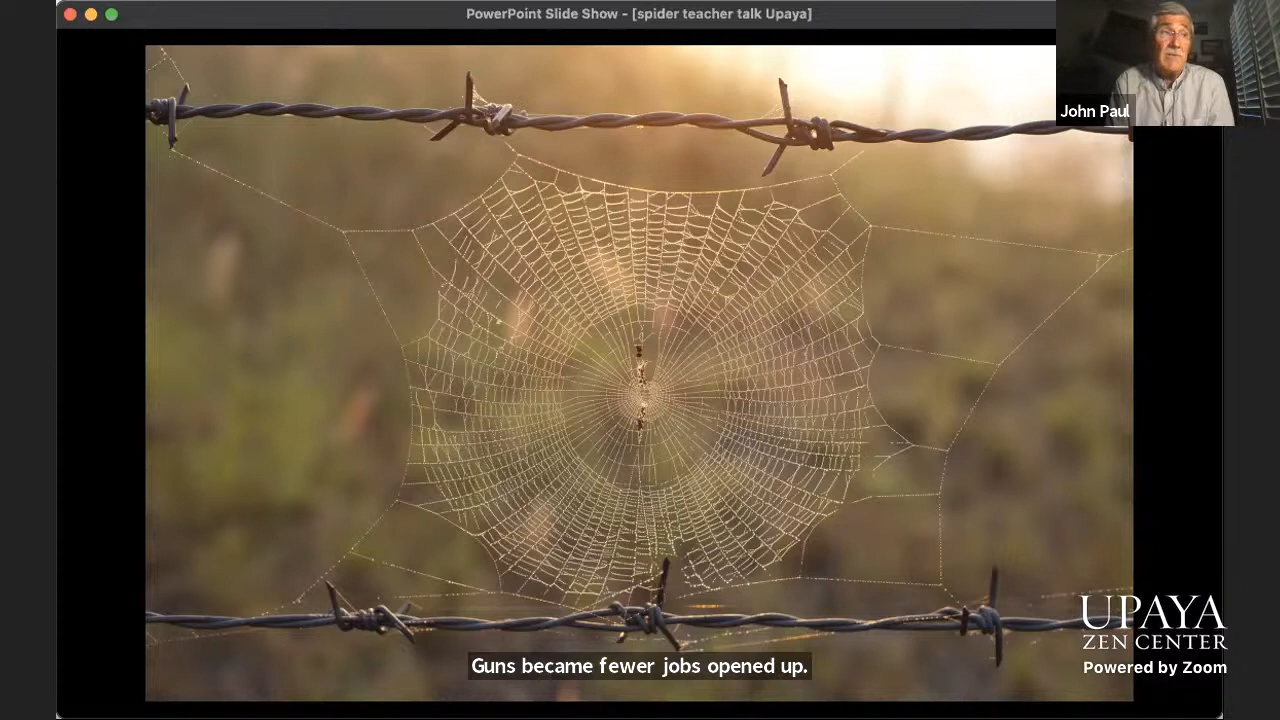 PowerPoint Slide Show - [spider teacher talk Upaya]
John Paul
UPAYA
ZEN CENTER
Powered by Zoom
Guns became fewer jobs opened up.